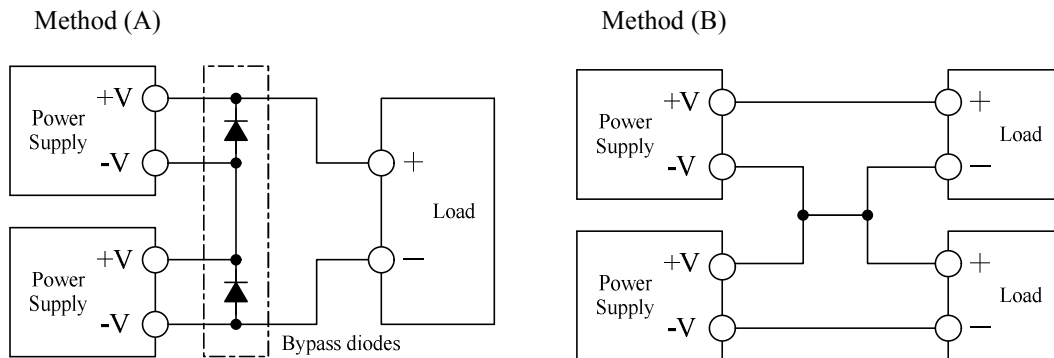 Method (A)
+V
Power
Supply
-V
+V
Power
Supply
-V
+
Load
−
Bypass diodes
Method (B)
+V
Power
Supply
-V
+V
Power
Supply
-V
+
Load
−
+
Load
−